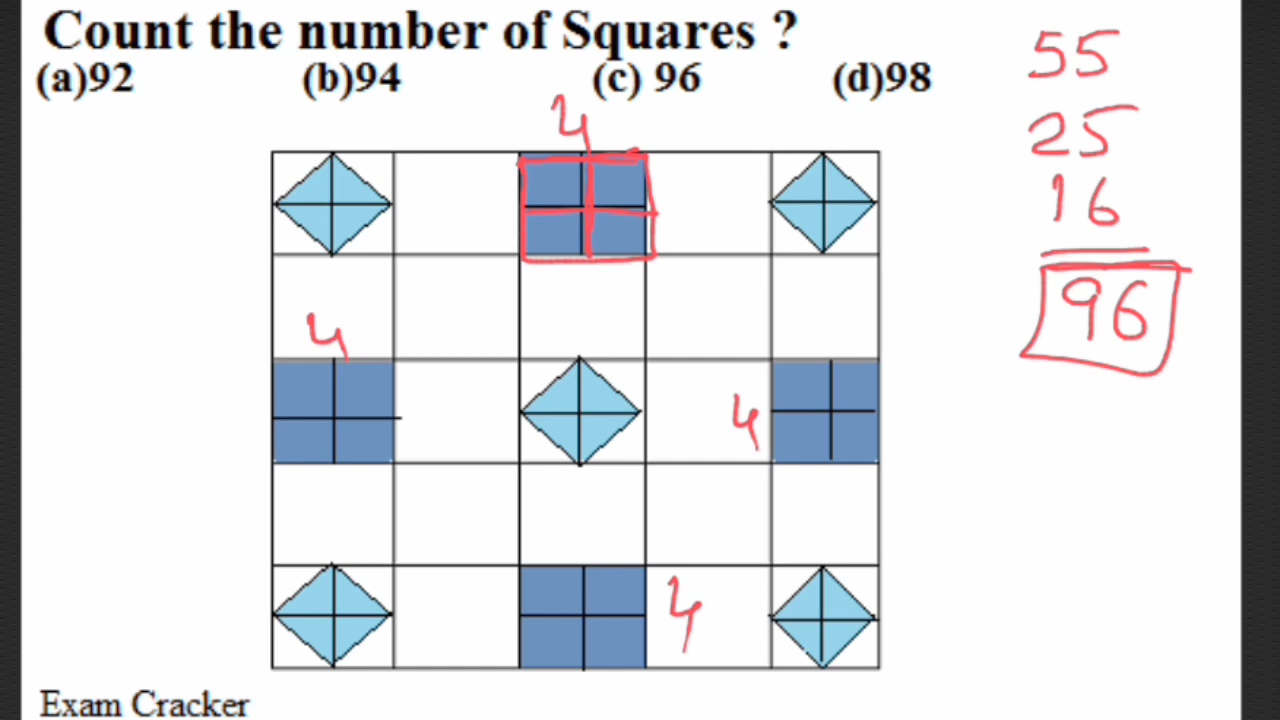 Count the number of Squares ?
(a)92 (b)94 (c) 96 (d)98
55
25
16
96
4
4
4
4
Exam Cracker